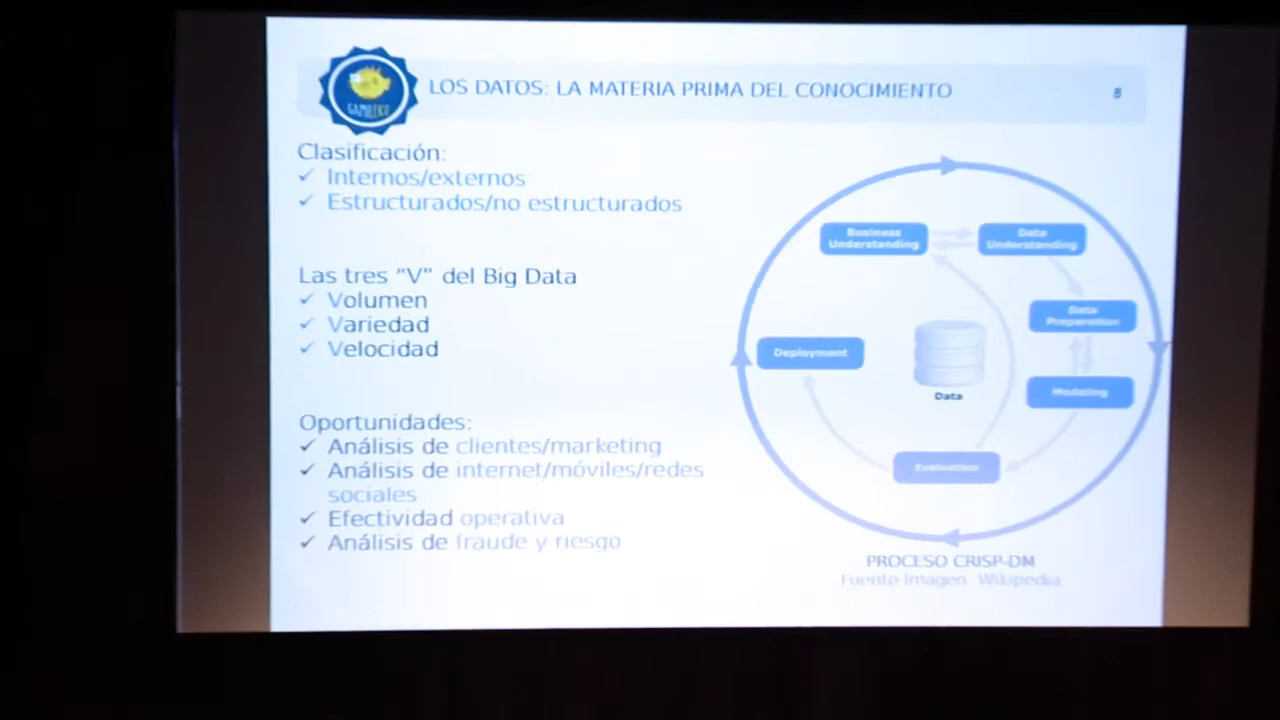 LOS DATOS: LA MATERIA PRIMA DEL CONOCIMIENTO
8
Clasificación:
✓ Internos/externos
✓ Estructurados/no estructurados
Las tres “V” del Big Data
✓ Volumen
✓ Variedad
✓ Velocidad
Oportunidades:
✓ Análisis de clientes/marketing
✓ Análisis de internet/móviles/redes
sociales
✓ Efectividad operativa
✓ Análisis de fraude y riesgo
Business
Understanding
Data
Understanding
Data
Preparation
Modeling
Evaluation
Deployment
Data
PROCESO CRISP-DM
Fuente Imagen: Wikipedia